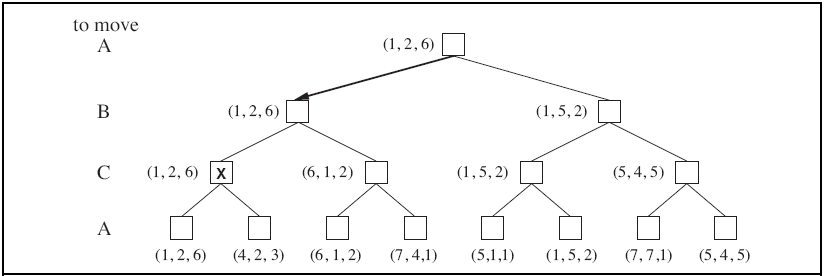 to move
A (1, 2, 6)
B (1, 2, 6) (1, 5, 2)
C (1, 2, 6) X (6, 1, 2) (1, 5, 2) (5, 4, 5)
A
(1, 2, 6) (4, 2, 3) (6, 1, 2) (7, 4,1) (5,1,1) (1, 5, 2) (7, 7,1) (5, 4, 5)